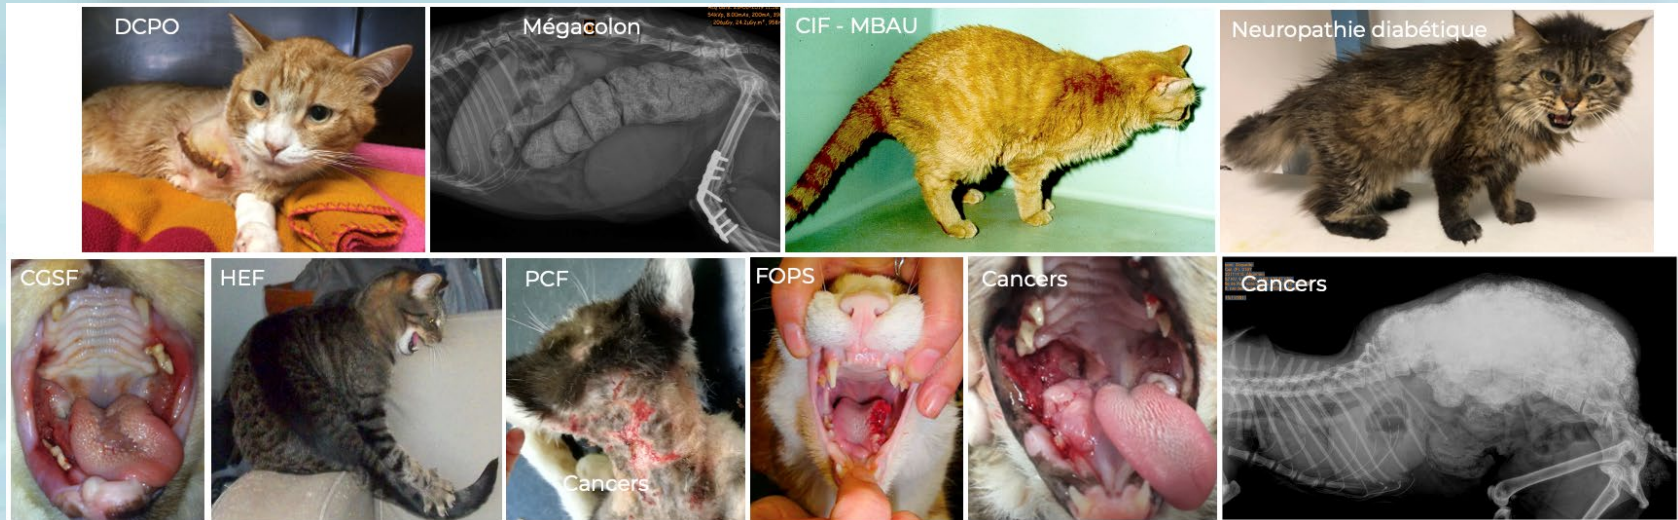 DCPO
Mégacolon
CIF - MBAU
Neuropathie diabétique
CGSF
HEF
PCF
Cancers
FOPS
Cancers
Cancers